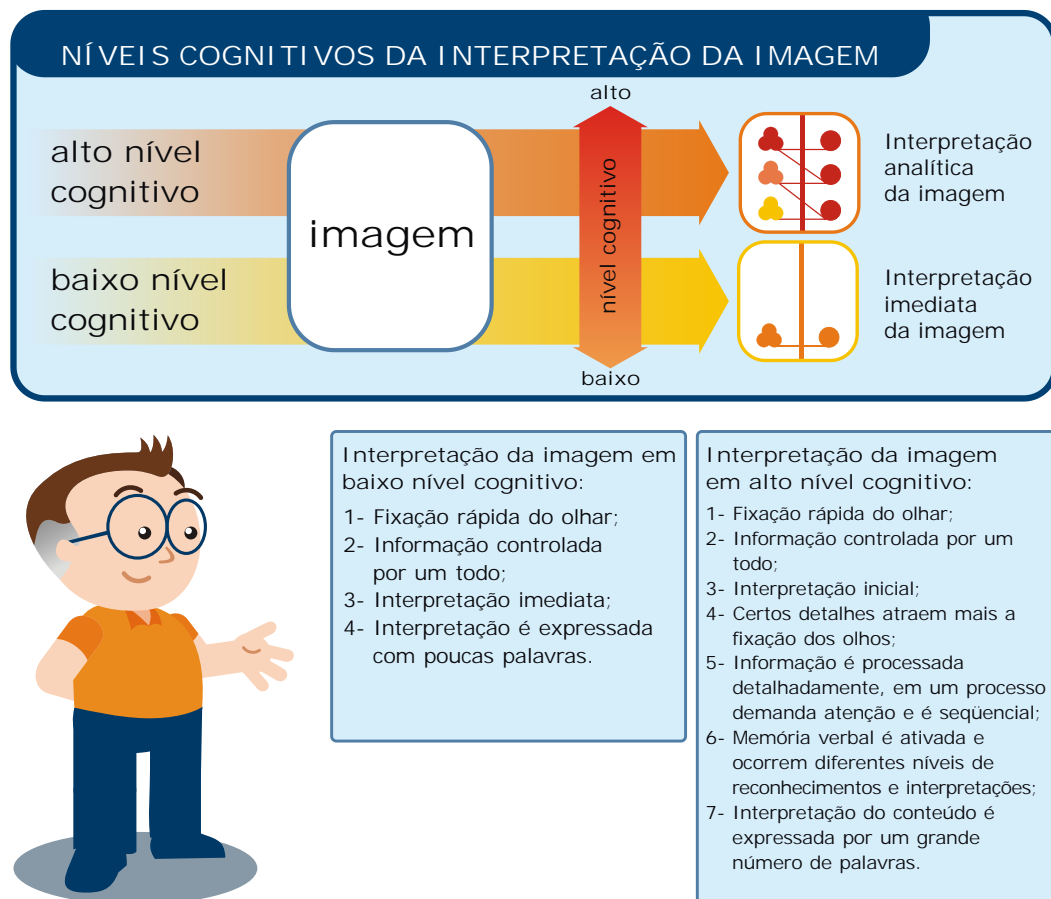 NÍVEIS COGNITIVOS DA INTERPRETAÇÃO DA IMAGEM
alto
alto nível
cognitivo
imagem
nível cognitivo
Interpretação
analítica
da imagem
baixo nível
cognitivo
Interpretação
imediata
da imagem
baixo
Interpretação da imagem em
baixo nível cognitivo:
1- Fixação rápida do olhar;
2- Informação controlada
por um todo;
3- Interpretação imediata;
4- Interpretação é expressada
com poucas palavras.
Interpretação da imagem
em alto nível cognitivo:
1- Fixação rápida do olhar;
2- Informação controlada por um
todo;
3- Interpretação inicial;
4- Certos detalhes atraem mais a
fixação dos olhos;
5- Informação é processada
detalhadamente, em um processo
demanda atenção e é seqüencial;
6- Memória verbal é ativada e
ocorrem diferentes níveis de
reconhecimentos e interpretações;
7- Interpretação do conteúdo é
expressada por um grande
número de palavras.